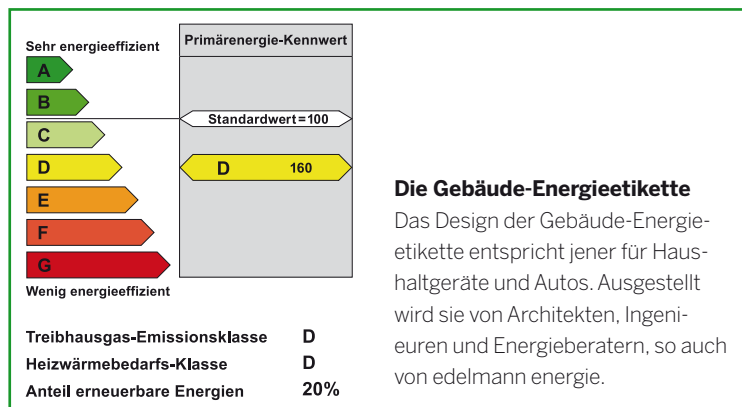 Sehr energieeffizient
Primärenergie-Kennwert
A
B
Standardwert=100
C
D
D 160
E
F
G
Wenig energieeffizient
Treibhausgas-Emissionsklasse D
Heizwärmebedarfs-Klasse D
Anteil erneuerbare Energien 20%
Die Gebäude-Energieetikette
Das Design der Gebäude-Energie-
etikette entspricht jener für Haus-
haltgeräte und Autos. Ausgestellt
wird sie von Architekten, Ingeni-
euren und Energieberatern, so auch
von edelmann energie.